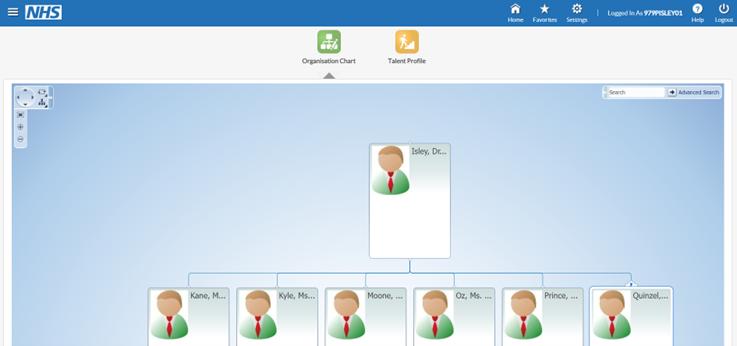 NHS
Home
Favorites
Settings
Logged In As 979PISLEY01
Help
Logout
Organisation Chart
Talent Profile
Search
Advanced Search
Isley, Dr...
Kane, M...
Kyle, Ms...
Moone, ...
Oz, Ms. ...
Prince, ...
Quinzel,...